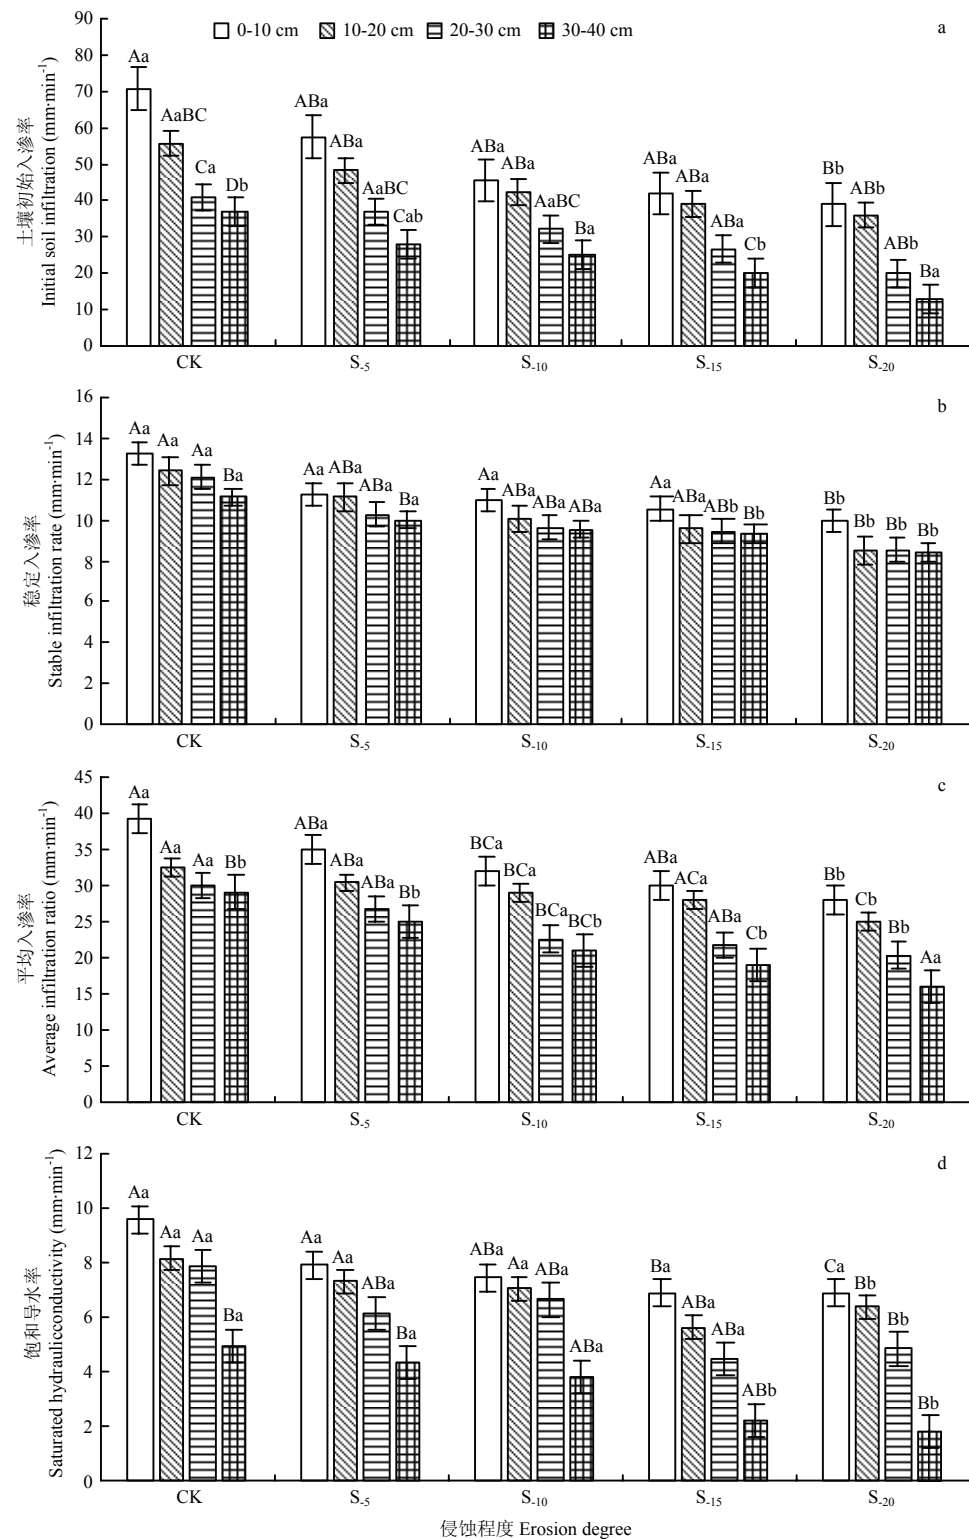 90
0-10 cm 10-20 cm 20-30 cm 30-40 cm
a
80
70
60
50
40
30
20
10
0
土壤初始入渗率
Initial soil infiltration (mm·min⁻¹)
Aa AaBC Ca Db
ABa ABa AaBC Cab
ABa ABa AaBC Ba
ABa ABa ABa Cb
Bb ABb ABb Ba
CK S₋₅ S₋₁₀ S₋₁₅ S₋₂₀
b
16
14
12
10
8
6
4
2
0
稳定入渗率
Stable infiltration rate (mm·min⁻¹)
Aa Aa Aa Ba
Aa ABa ABa Ba
Aa ABa ABa ABa
Aa ABa ABb Bb
Bb Bb Bb Bb
CK S₋₅ S₋₁₀ S₋₁₅ S₋₂₀
c
45
40
35
30
25
20
15
10
5
0
平均入渗率
Average infiltration ratio (mm·min⁻¹)
Aa Aa Aa Bb
ABa ABa ABa Bb
BCa BCa BCa BCb
ABa ACa ABa Cb
Bb Cb Bb Aa
CK S₋₅ S₋₁₀ S₋₁₅ S₋₂₀
d
12
10
8
6
4
2
0
饱和导水率
Saturated hydraulicconductivity (mm·min⁻¹)
Aa Aa Aa Ba
Aa Aa ABa Ba
ABa Aa ABa ABa
Ba ABa ABa ABb
Ca Bb Bb Bb
CK S₋₅ S₋₁₀ S₋₁₅ S₋₂₀
侵蚀程度 Erosion degree